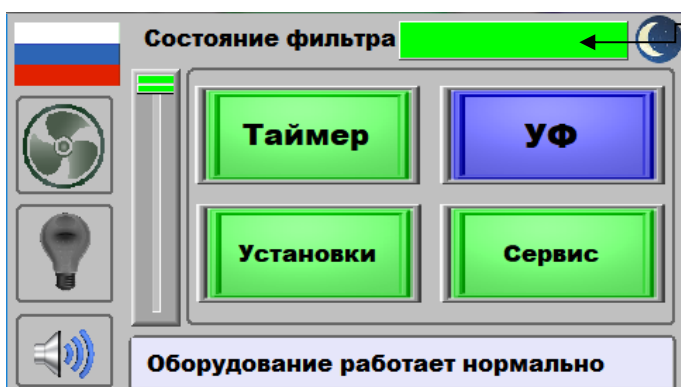 Состояние фильтра
Таймер
УФ
Установки
Сервис
Оборудование работает нормально